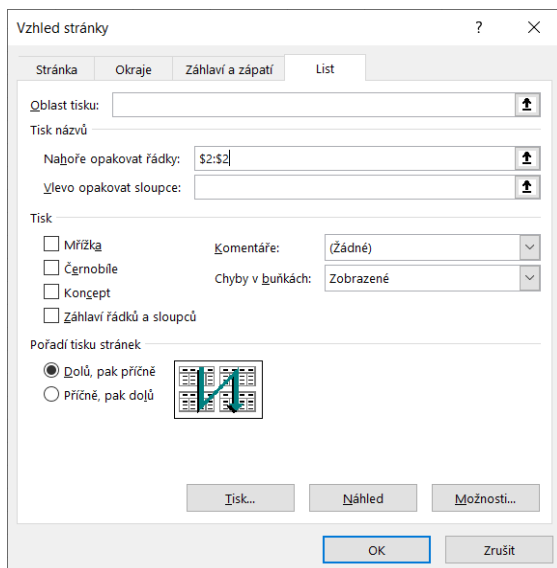 Vzhled stránky ?
Stránka Okraje Záhlaví a zápatí List
Oblast tisku:
Tisk názvů
Nahoře opakovat řádky: $2:$2
Vlevo opakovat sloupce:
Tisk
Mřížka Komentáře: (Žádné)
Černobíle Chyby v buňkách: Zobrazené
Koncept
Záhlaví řádků a sloupců
Pořadí tisku stránek
Dolů, pak příčně
Příčně, pak dolů
Tisk... Náhled Možnosti...
OK Zrušit